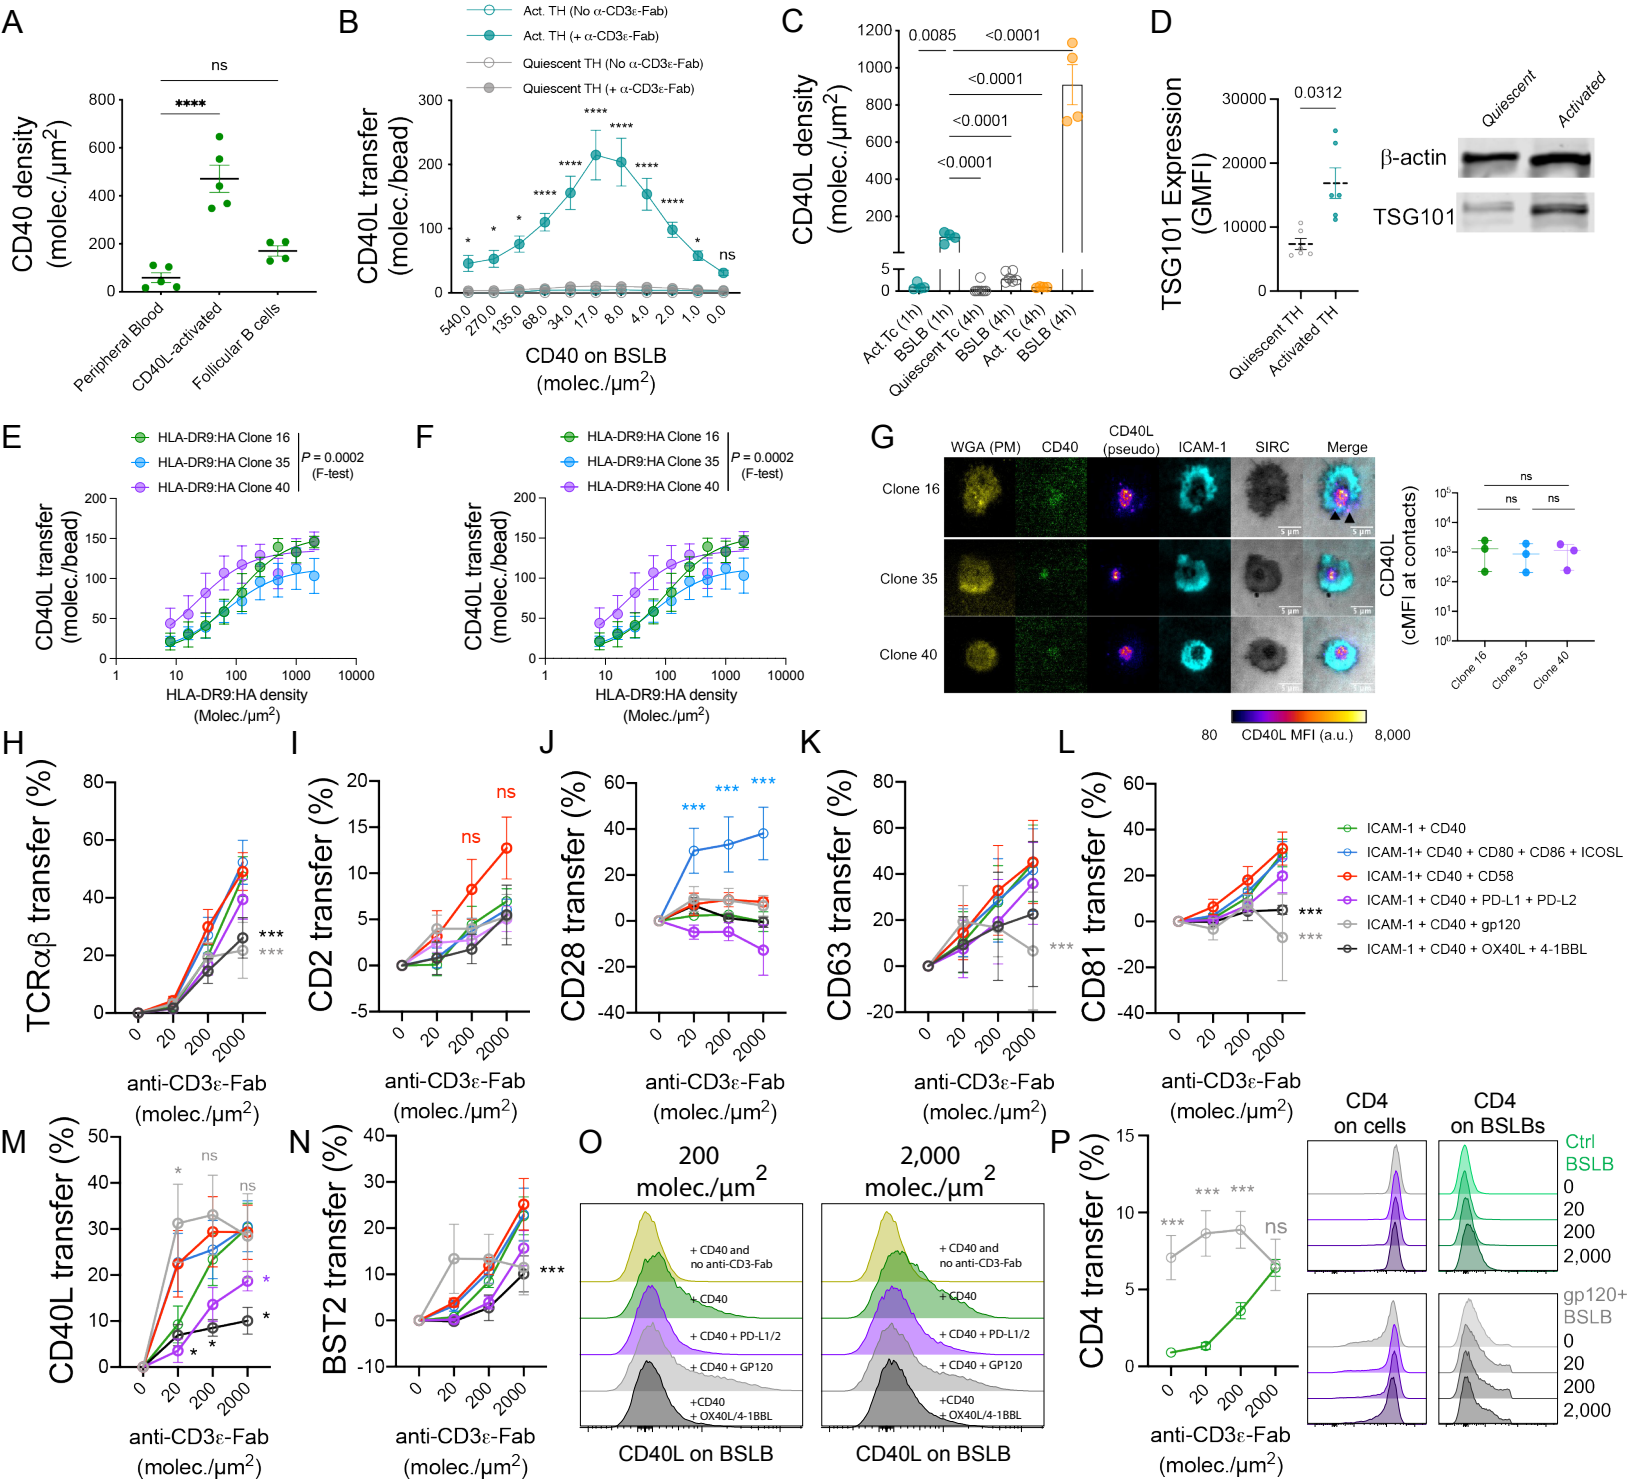 A
ns
****
CD40 density
(molec./μm²)
800
600
400
200
0
Peripheral Blood
CD40L-activated
Follicular B cells
B
Act. TH (No α-CD3ε-Fab)
Act. TH (+ α-CD3ε-Fab)
Quiescent TH (No α-CD3ε-Fab)
Quiescent TH (+ α-CD3ε-Fab)
CD40L transfer
(molec./bead)
300
200
100
0
* * * **** **** **** **** **** **** * ns
540.0 270.0 135.0 68.0 34.0 17.0 8.0 4.0 2.0 1.0 0.0
CD40 on BSLB
(molec./μm²)
C
CD40L density
(molec./μm²)
1200
1000
800
600
400
200
5
0
0.0085 <0.0001
<0.0001
<0.0001
<0.0001
Act.Tc (1h)
BSLB (1h)
Quiescent Tc (4h)
BSLB (4h)
Act. Tc (4h)
BSLB (4h)
D
TSG101 Expression
(GMFI)
30000
20000
10000
0
0.0312
Quiescent TH
Activated TH
Quiescent
Activated
β-actin
TSG101
E
HLA-DR9:HA Clone 16
HLA-DR9:HA Clone 35
HLA-DR9:HA Clone 40
P = 0.0002
(F-test)
CD40L transfer
(molec./bead)
200
150
100
50
0
1 10 100 1000 10000
HLA-DR9:HA density
(Molec./μm²)
F
HLA-DR9:HA Clone 16
HLA-DR9:HA Clone 35
HLA-DR9:HA Clone 40
P = 0.0002
(F-test)
CD40L transfer
(molec./bead)
200
150
100
50
0
1 10 100 1000 10000
HLA-DR9:HA density
(Molec./μm²)
G
WGA (PM) CD40 CD40L (pseudo) ICAM-1 SIRC Merge
Clone 16
5 μm 5 μm
Clone 35
5 μm 5 μm
Clone 40
80 CD40L MFI (a.u.) 8,000
CD40L
(cMFI at contacts)
10⁵
10⁴
10³
10²
10¹
10⁰
ns
ns ns
Clone 16
Clone 35
Clone 40
H
TCRαβ transfer (%)
80
60
40
20
0
***
***
0 20 200 2000
anti-CD3ε-Fab
(molec./μm²)
I
CD2 transfer (%)
20
15
10
5
0
-5
ns
ns
0 20 200 2000
anti-CD3ε-Fab
(molec./μm²)
J
CD28 transfer (%)
60
40
20
0
-20
-40
*** *** ***
0 20 200 2000
anti-CD3ε-Fab
(molec./μm²)
K
CD63 transfer (%)
80
60
40
20
0
-20
***
0 20 200 2000
anti-CD3ε-Fab
(molec./μm²)
L
CD81 transfer (%)
60
40
20
0
-20
-40
***
***
0 20 200 2000
anti-CD3ε-Fab
(molec./μm²)
ICAM-1 + CD40
ICAM-1+ CD40 + CD80 + CD86 + ICOSL
ICAM-1+ CD40 + CD58
ICAM-1 + CD40 + PD-L1 + PD-L2
ICAM-1 + CD40 + gp120
ICAM-1 + CD40 + OX40L + 4-1BBL
M
CD40L transfer (%)
50
40
30
20
10
0
* ns ns
*
*
* *
0 20 200 2000
anti-CD3ε-Fab
(molec./μm²)
N
BST2 transfer (%)
40
30
20
10
0
-10
***
0 20 200 2000
anti-CD3ε-Fab
(molec./μm²)
O
200
molec./μm²
+ CD40 and
no anti-CD3-Fab
+ CD40
+ CD40 + PD-L1/2
+ CD40 + GP120
+CD40
+ OX40L/4-1BBL
CD40L on BSLB
2,000
molec./μm²
+ CD40 and
no anti-CD3-Fab
+ CD40
+ CD40 + PD-L1/2
+ CD40 + GP120
+CD40
+ OX40L/4-1BBL
CD40L on BSLB
P
CD4 transfer (%)
15
10
5
0
*** *** *** ns
0 20 200 2000
anti-CD3ε-Fab
(molec./μm²)
CD4
on cells
CD4
on BSLBs
Ctrl
BSLB
0
20
200
2,000
gp120+
BSLB
0
20
200
2,000